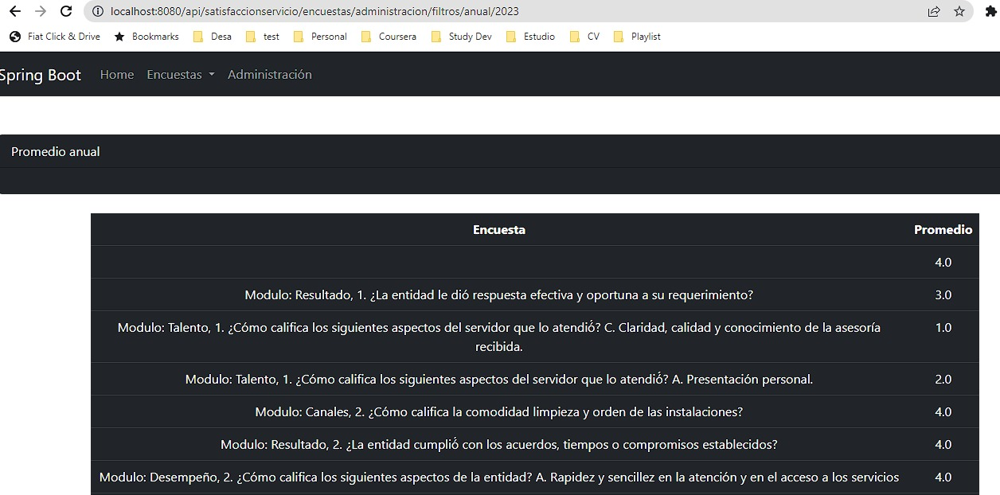 localhost:8080/api/satisfaccionservicio/encuestas/administracion/filtros/anual/2023
Fiat Click & Drive Bookmarks Desa test Personal Coursera Study Dev Estudio CV Playlist
Spring Boot Home Encuestas Administración
Promedio anual
Encuesta Promedio
4.0
Modulo: Resultado, 1. ¿La entidad le dió respuesta efectiva y oportuna a su requerimiento? 3.0
Modulo: Talento, 1. ¿Cómo califica los siguientes aspectos del servidor que lo atendió́? C. Claridad, calidad y conocimiento de la asesoría 1.0
recibida.
Modulo: Talento, 1. ¿Cómo califica los siguientes aspectos del servidor que lo atendió́? A. Presentación personal. 2.0
Modulo: Canales, 2. ¿Cómo califica la comodidad limpieza y orden de las instalaciones? 4.0
Modulo: Resultado, 2. ¿La entidad cumplió́ con los acuerdos, tiempos o compromisos establecidos? 4.0
Modulo: Desempeño, 2. ¿Cómo califica los siguientes aspectos de la entidad? A. Rapidez y sencillez en la atención y en el acceso a los servicios 4.0